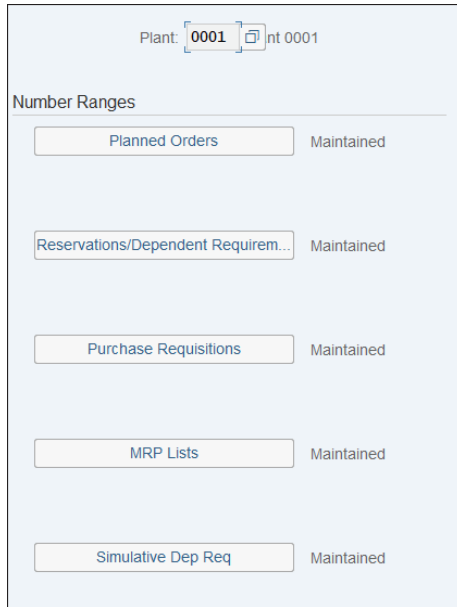 Plant: 0001 nt 0001
Number Ranges
Planned Orders Maintained
Reservations/Dependent Requirem... Maintained
Purchase Requisitions Maintained
MRP Lists Maintained
Simulative Dep Req Maintained